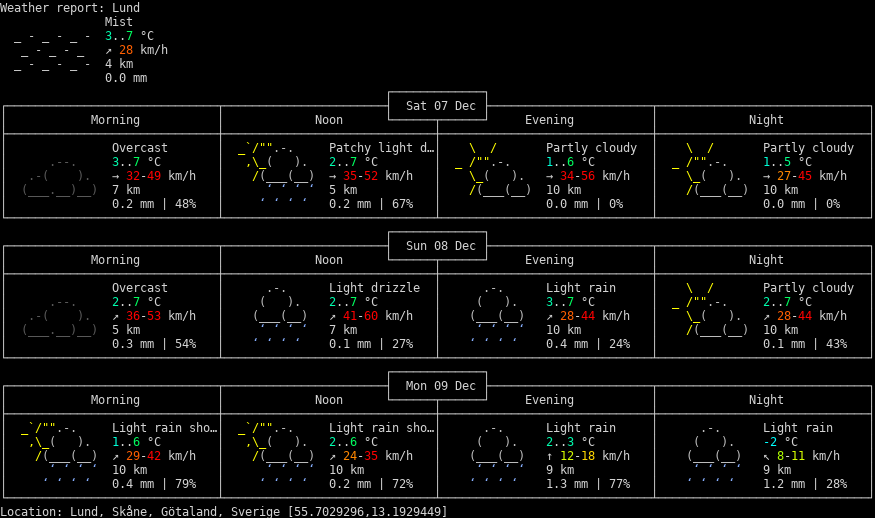 Weather report: Lund
Mist
3..7 °C
↗ 28 km/h
4 km
0.0 mm
Sat 07 Dec
Morning Noon Evening Night
Overcast Patchy light d… Partly cloudy Partly cloudy
3..7 °C 2..7 °C 1..6 °C 1..5 °C
→ 32-49 km/h → 35-52 km/h → 34-56 km/h → 27-45 km/h
7 km 5 km 10 km 10 km
0.2 mm | 48% 0.2 mm | 67% 0.0 mm | 0% 0.0 mm | 0%
Sun 08 Dec
Morning Noon Evening Night
Overcast Light drizzle Light rain Partly cloudy
2..7 °C 2..7 °C 3..7 °C 2..7 °C
↗ 36-53 km/h ↗ 41-60 km/h ↗ 28-44 km/h ↗ 28-44 km/h
5 km 7 km 10 km 10 km
0.3 mm | 54% 0.1 mm | 27% 0.4 mm | 24% 0.1 mm | 43%
Mon 09 Dec
Morning Noon Evening Night
Light rain sho… Light rain sho… Light rain Light rain
1..6 °C 2..6 °C 2..3 °C -2 °C
↗ 29-42 km/h ↗ 24-35 km/h ↑ 12-18 km/h ↖ 8-11 km/h
10 km 10 km 9 km 9 km
0.4 mm | 79% 0.2 mm | 72% 1.3 mm | 77% 1.2 mm | 28%
Location: Lund, Skåne, Götaland, Sverige [55.7029296,13.1929449]